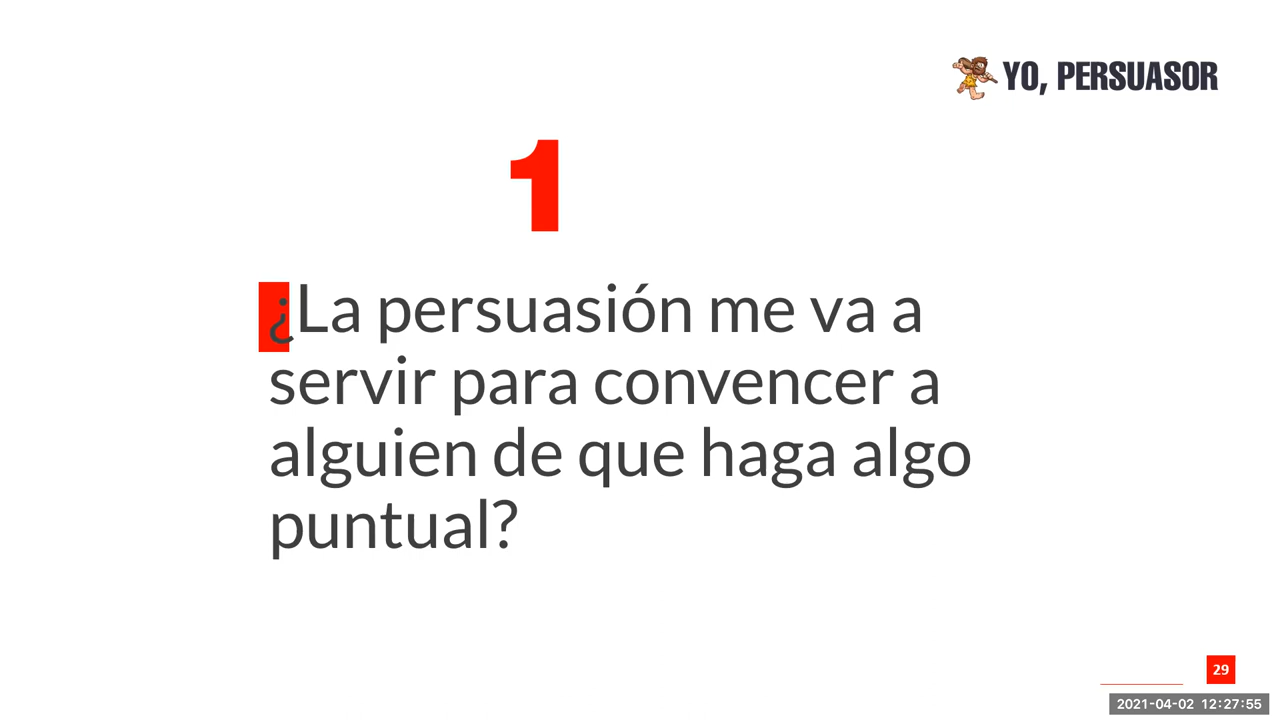 YO, PERSUASOR
1
¿La persuasión me va a
servir para convencer a
alguien de que haga algo
puntual?
29
2021-04-02 12:27:55